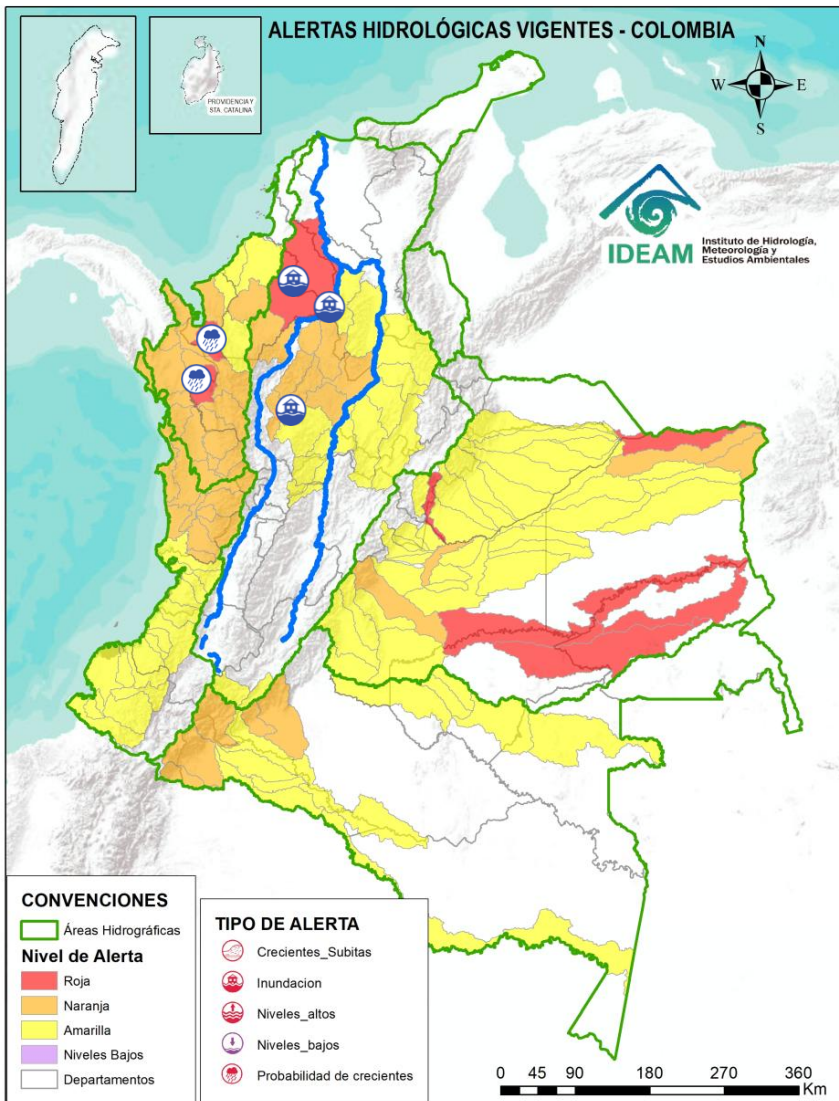 ALERTAS HIDROLÓGICAS VIGENTES - COLOMBIA
PROVIDENCIA Y
STA. CATALINA
N
W
E
S
IDEAM
Instituto de Hidrología,
Meteorología y
Estudios Ambientales
CONVENCIONES
Áreas Hidrográficas
Nivel de Alerta
Roja
Naranja
Amarilla
Niveles Bajos
Departamentos
TIPO DE ALERTA
Crecientes_Subitas
Inundacion
Niveles_altos
Niveles_bajos
Probabilidad de crecientes
0 45 90 180 270 360
Km